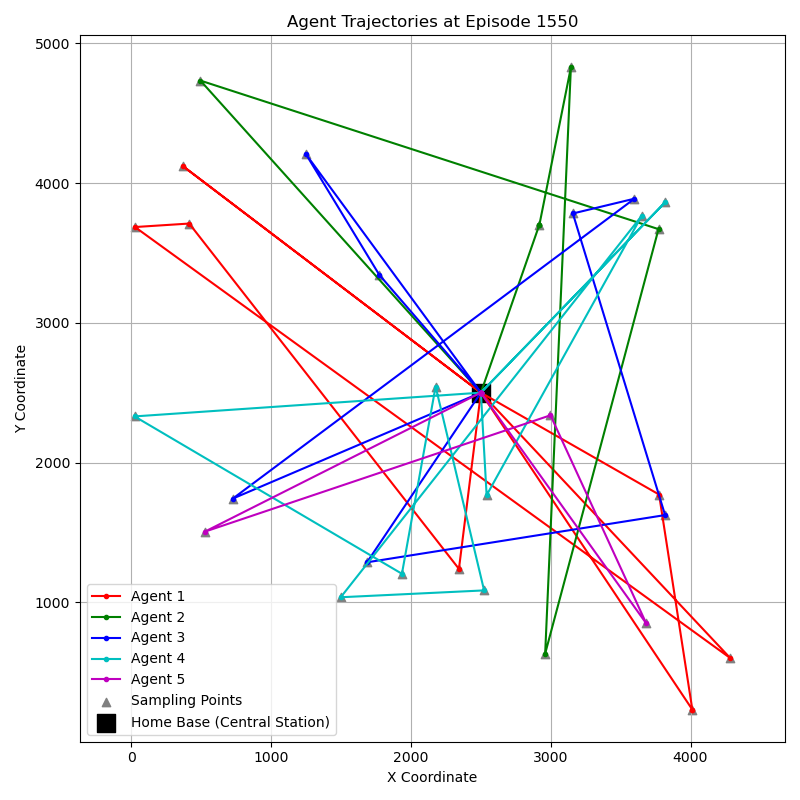 Agent Trajectories at Episode 1550
5000
4000
3000
2000
1000
Y Coordinate
Agent 1
Agent 2
Agent 3
Agent 4
Agent 5
Sampling Points
Home Base (Central Station)
0
1000
2000
3000
4000
X Coordinate